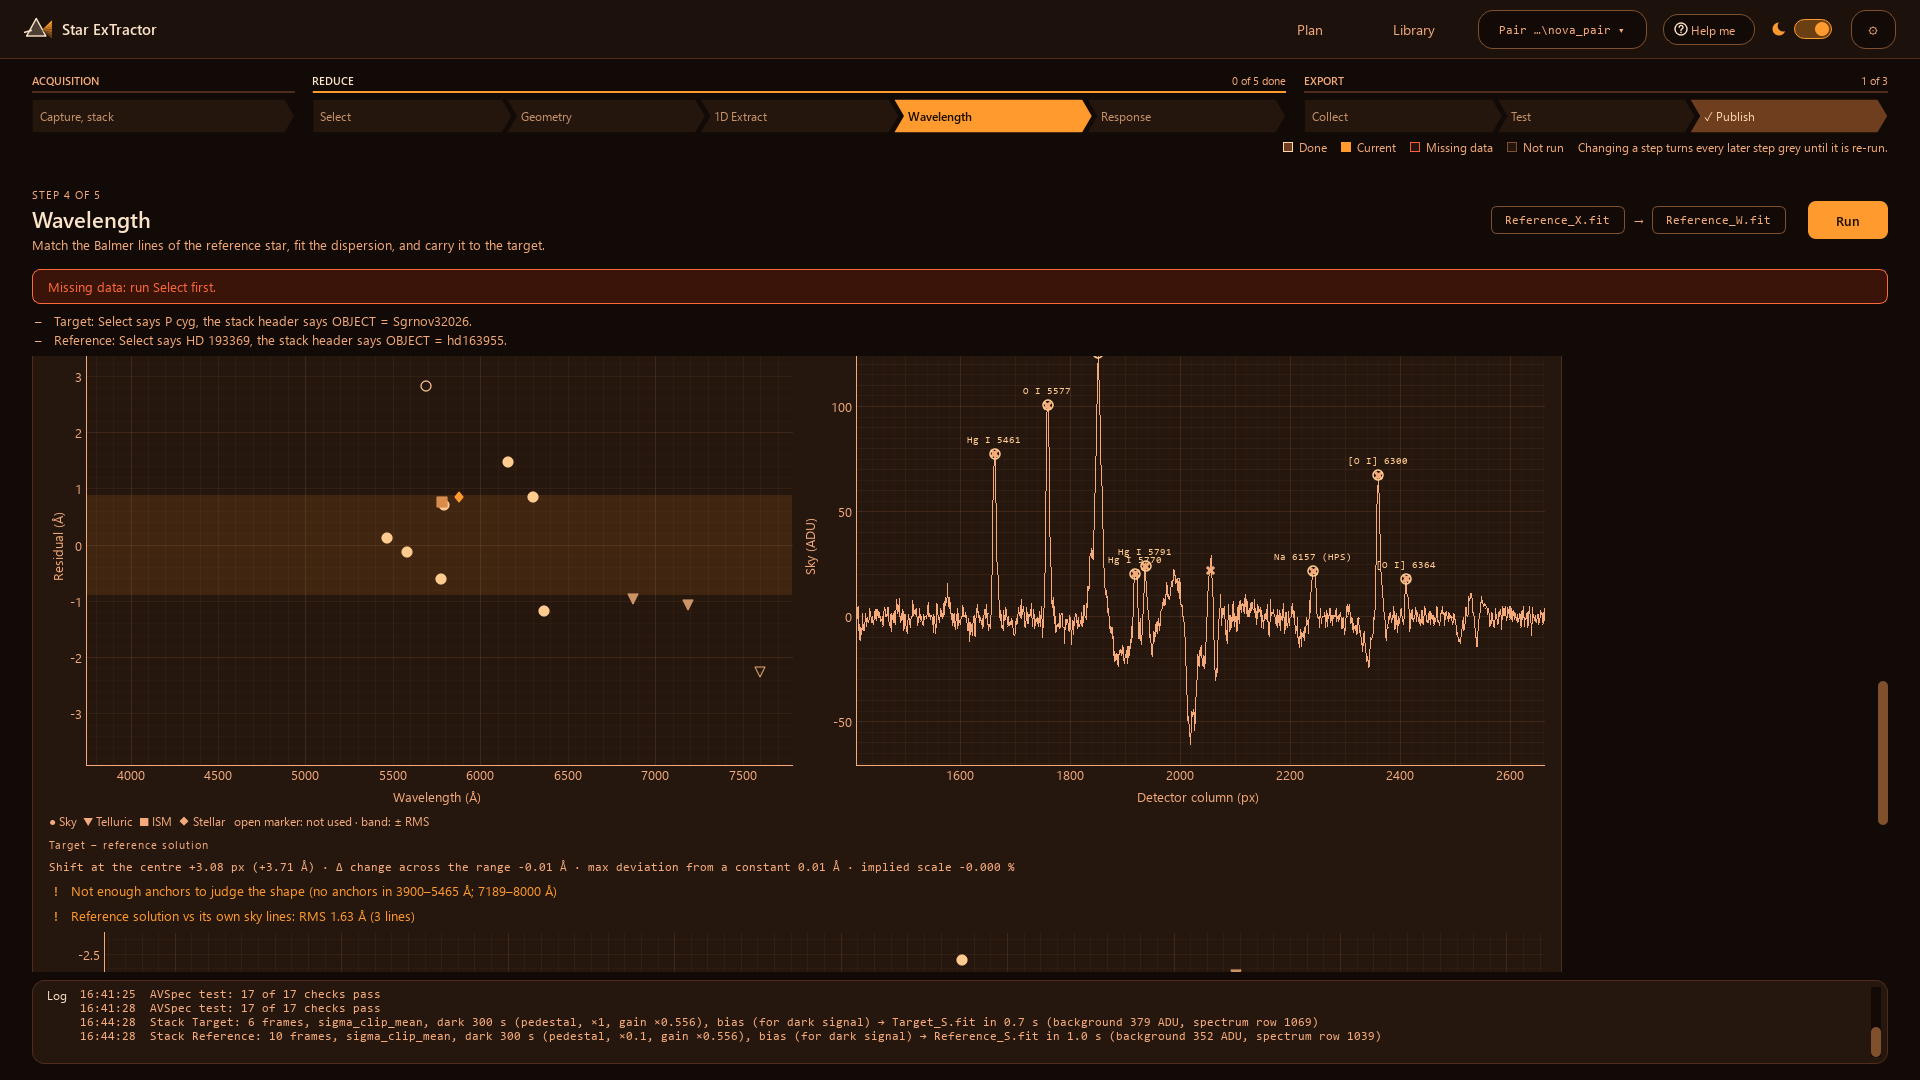 Star ExTractor
Plan
Library
Pair …\nova_pair ▾
Help me
ACQUISITION
REDUCE
0 of 5 done
EXPORT
1 of 3
Capture, stack
Select
Geometry
1D Extract
Wavelength
Response
Collect
Test
✓ Publish
Done
Current
Missing data
Not run
Changing a step turns every later step grey until it is re-run.
STEP 4 OF 5
Wavelength
Match the Balmer lines of the reference star, fit the dispersion, and carry it to the target.
Reference_X.fit → Reference_W.fit
Run
Missing data: run Select first.
– Target: Select says P cyg, the stack header says OBJECT = Sgrnov32026.
– Reference: Select says HD 193369, the stack header says OBJECT = hd163955.
3
2
1
0
-1
-2
-3
Residual (Å)
4000 4500 5000 5500 6000 6500 7000 7500
Wavelength (Å)
100
50
0
-50
Sky (ADU)
Hg I 5461
O I 5577
Hg I 5770
Hg I 5791
Na 6157 (HPS)
[O I] 6300
[O I] 6364
1600 1800 2000 2200 2400 2600
Detector column (px)
● Sky ▼ Telluric ■ ISM ◆ Stellar open marker: not used · band: ± RMS
Target − reference solution
Shift at the centre +3.08 px (+3.71 Å) · Δ change across the range -0.01 Å · max deviation from a constant 0.01 Å · implied scale -0.000 %
! Not enough anchors to judge the shape (no anchors in 3900–5465 Å; 7189–8000 Å)
! Reference solution vs its own sky lines: RMS 1.63 Å (3 lines)
-2.5
Log
16:41:25 AVSpec test: 17 of 17 checks pass
16:41:28 AVSpec test: 17 of 17 checks pass
16:44:28 Stack Target: 6 frames, sigma_clip_mean, dark 300 s (pedestal, ×1, gain ×0.556), bias (for dark signal) → Target_S.fit in 0.7 s (background 379 ADU, spectrum row 1069)
16:44:28 Stack Reference: 10 frames, sigma_clip_mean, dark 300 s (pedestal, ×0.1, gain ×0.556), bias (for dark signal) → Reference_S.fit in 1.0 s (background 352 ADU, spectrum row 1039)